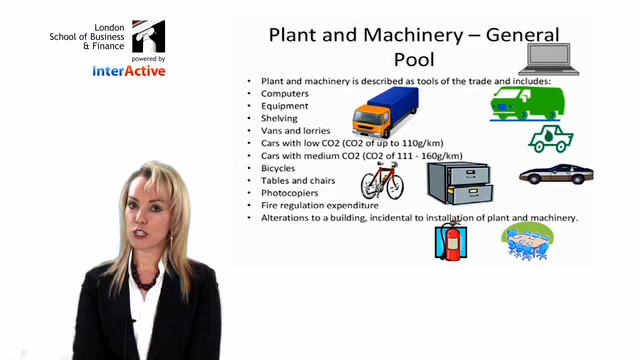 London
School of Business
& Finance
powered by
InterActive
Plant and Machinery – General
Pool
• Plant and machinery is described as tools of the trade and includes:
• Computers
• Equipment
• Shelving
• Vans and lorries
• Cars with low CO2 (CO2 of up to 110g/km)
• Cars with medium CO2 (CO2 of 111 - 160g/km)
• Bicycles
• Tables and chairs
• Photocopiers
• Fire regulation expenditure
• Alterations to a building, incidental to installation of plant and machinery.